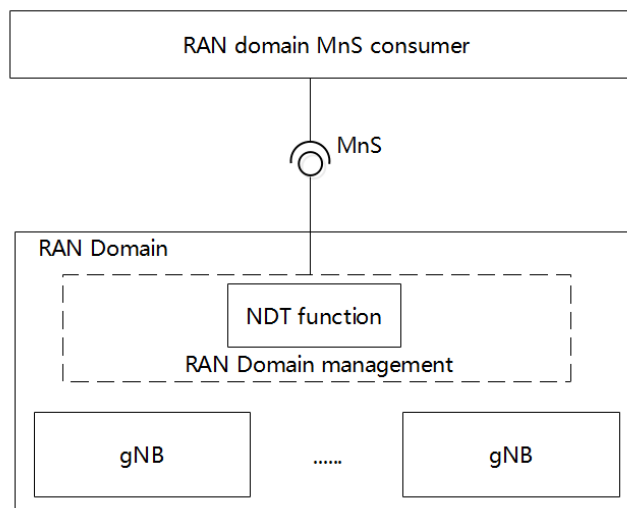 RAN domain MnS consumer
MnS
RAN Domain
NDT function
RAN Domain management
gNB
......
gNB